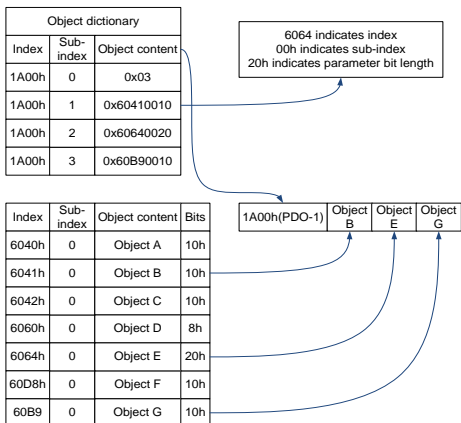 Object dictionary
Index Sub-index Object content
1A00h 0 0x03
1A00h 1 0x60410010
1A00h 2 0x60640020
1A00h 3 0x60B90010
6064 indicates index
00h indicates sub-index
20h indicates parameter bit length
1A00h(PDO-1) Object B Object E Object G
Index Sub-index Object content Bits
6040h 0 Object A 10h
6041h 0 Object B 10h
6042h 0 Object C 10h
6060h 0 Object D 8h
6064h 0 Object E 20h
60D8h 0 Object F 10h
60B9 0 Object G 10h